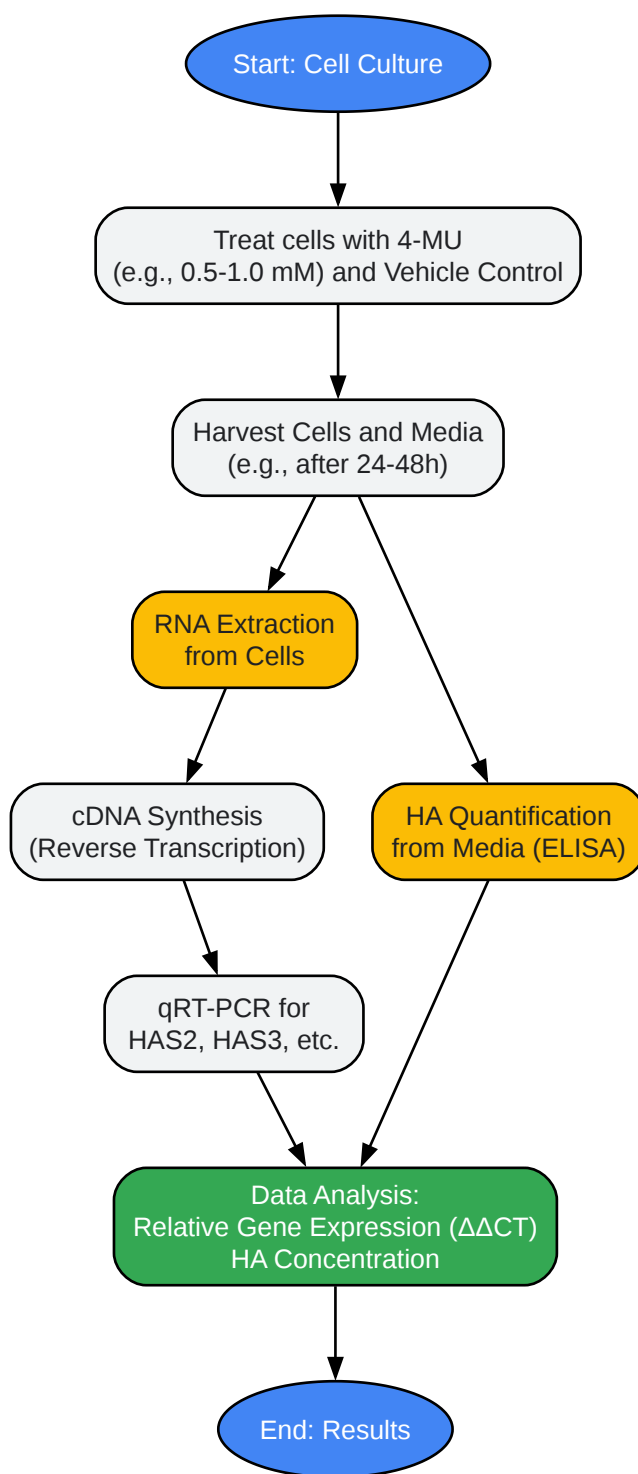 Start: Cell Culture
Treat cells with 4-MU
(e.g., 0.5-1.0 mM) and Vehicle Control
Harvest Cells and Media
(e.g., after 24-48h)
RNA Extraction
from Cells
cDNA Synthesis
(Reverse Transcription)
HA Quantification
from Media (ELISA)
qRT-PCR for
HAS2, HAS3, etc.
Data Analysis:
Relative Gene Expression (ΔΔCT)
HA Concentration
End: Results